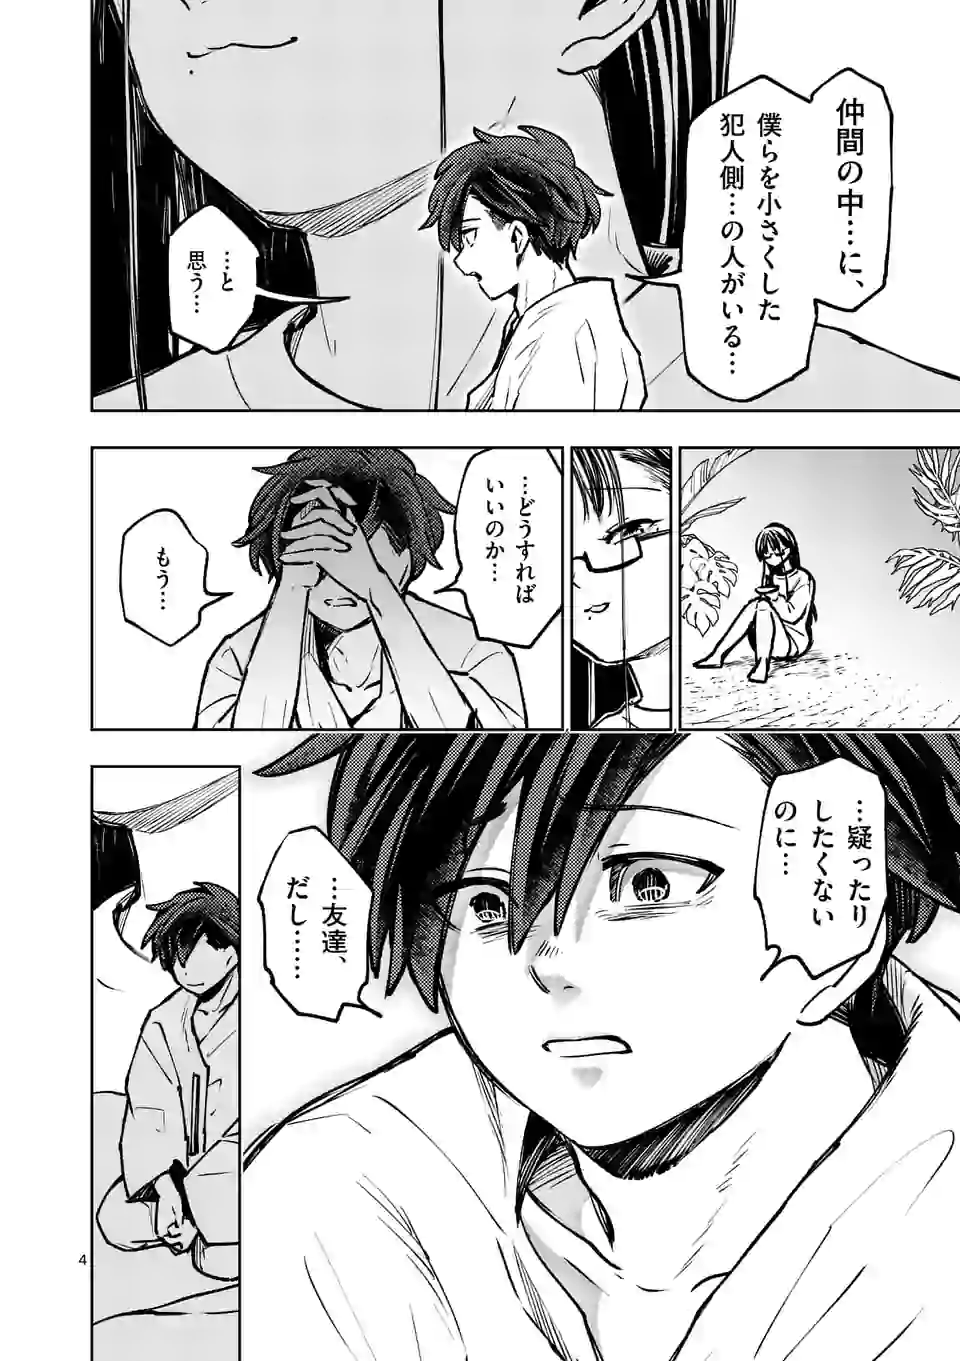 仲間の中…に、
僕らを小さくした
犯人側…の人がいる…
…と
思う…
…どうすれば
いいのか…
もう…
…疑ったり
したくない
のに…
…友達、
だし……
4